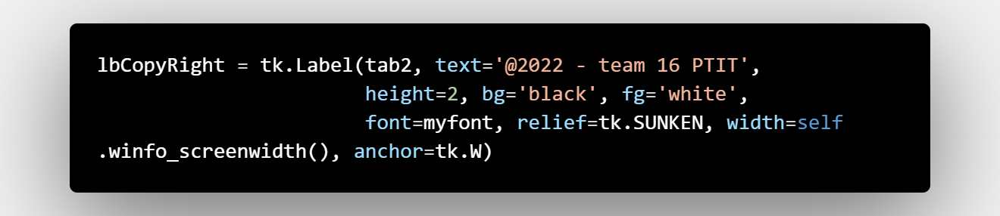 lbCopyRight = tk.Label(tab2, text='@2022 - team 16 PTIT',
                       height=2, bg='black', fg='white',
                       font=myfont, relief=tk.SUNKEN, width=self
.winfo_screenwidth(), anchor=tk.W)